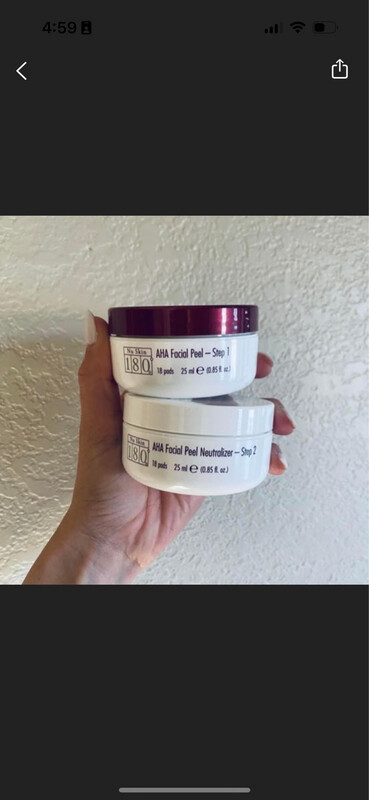 4:59
Nu Skin
180°
AHA Facial Peel – Step 1
18 pads 25 ml ℮ (0.85 fl. oz.)
Nu Skin
180°
AHA Facial Peel Neutralizer – Step 2
18 pads 25 ml ℮ (0.85 fl. oz.)